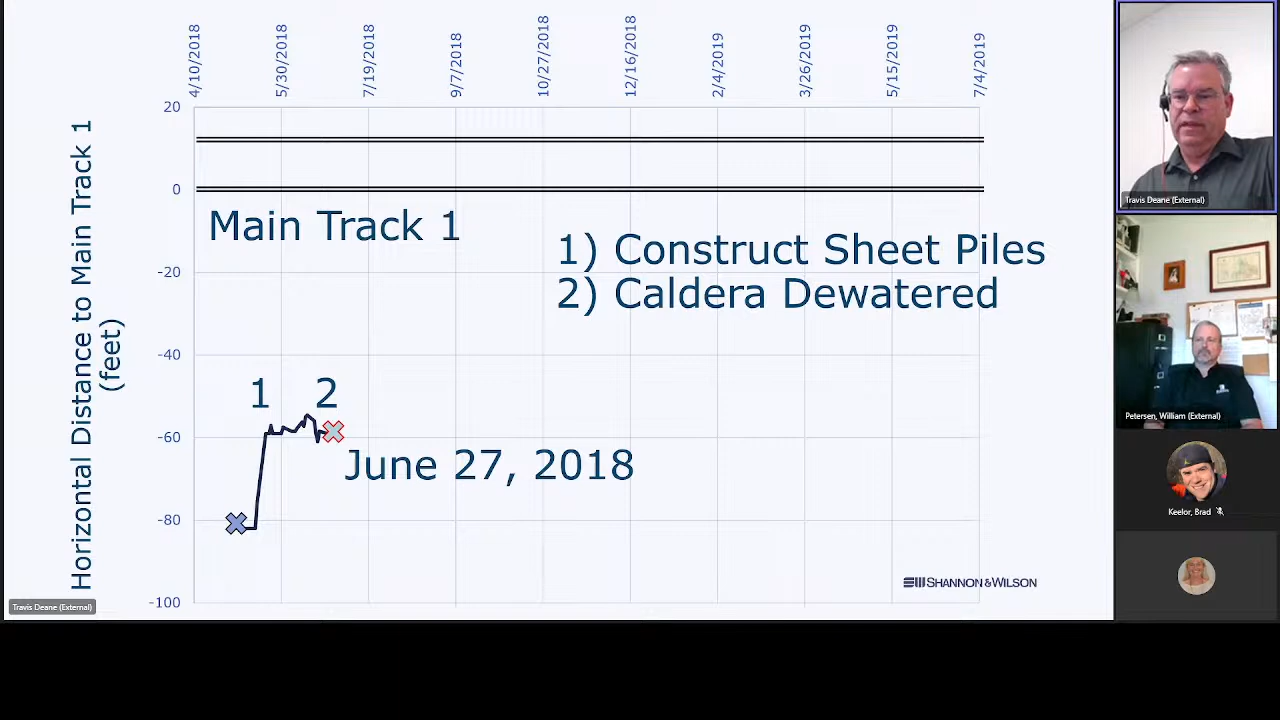 4/10/2018
5/30/2018
7/19/2018
9/7/2018
10/27/2018
12/16/2018
2/4/2019
3/26/2019
5/15/2019
7/4/2019
Horizontal Distance to Main Track 1
(feet)
20
0
-20
-40
-60
-80
-100
Main Track 1
1) Construct Sheet Piles
2) Caldera Dewatered
1
2
June 27, 2018
SHANNON & WILSON
Travis Deane (External)
Travis Deane (External)
Petersen, William (External)
Keelor, Brad